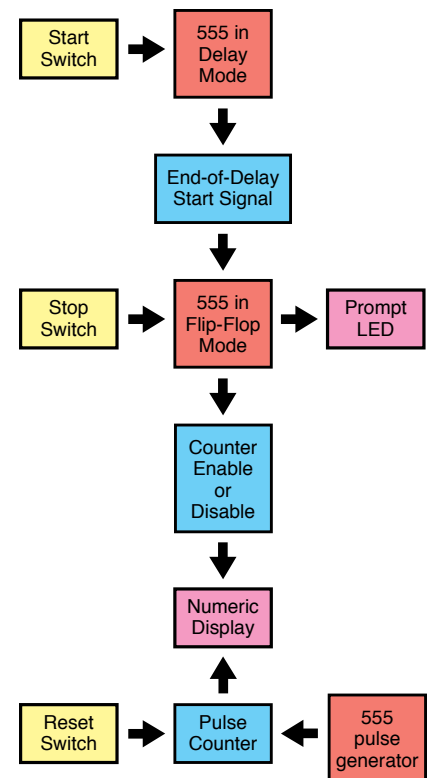 Start
Switch
555 in
Delay
Mode
End-of-Delay
Start Signal
Stop
Switch
555 in
Flip-Flop
Mode
Prompt
LED
Counter
Enable
or
Disable
Numeric
Display
Reset
Switch
Pulse
Counter
555
pulse
generator